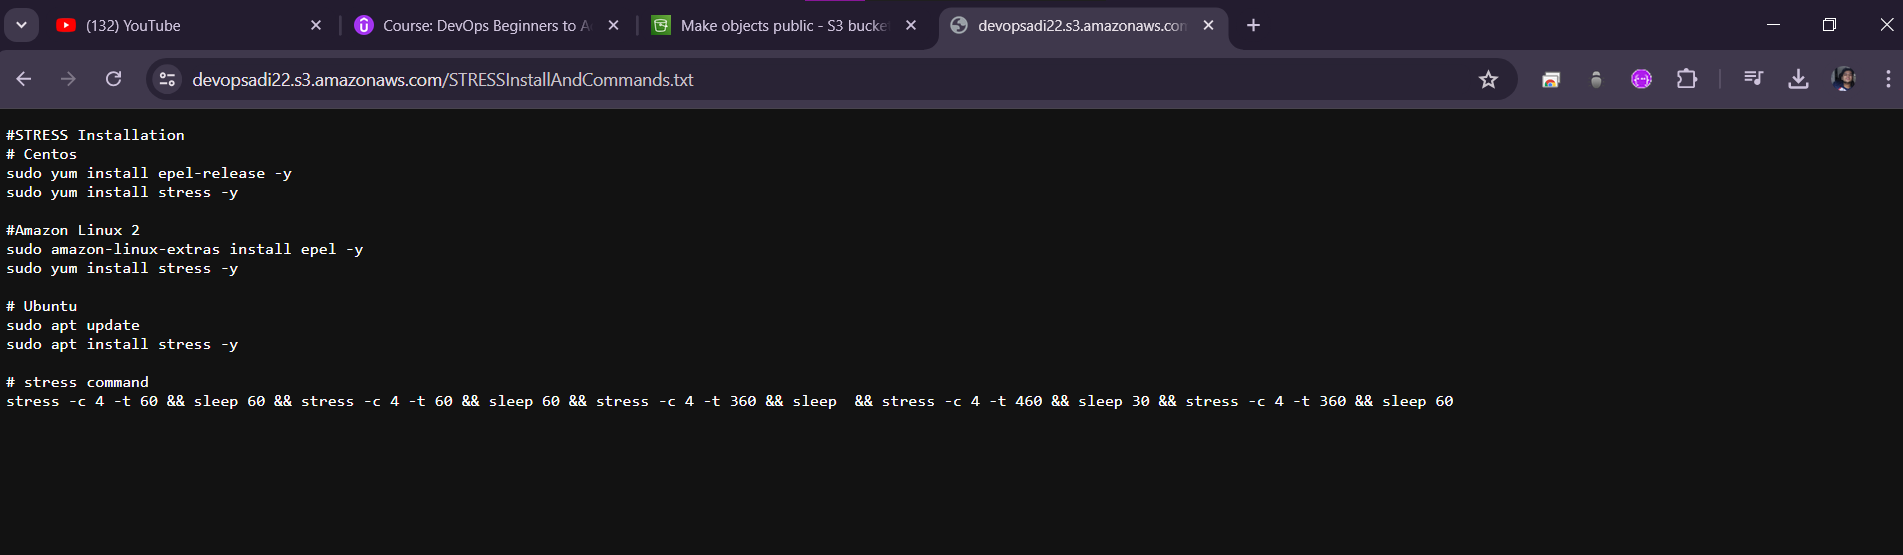 (132) YouTube
Course: DevOps Beginners to A
Make objects public - S3 bucke
devopsadi22.s3.amazonaws.con
devopsadi22.s3.amazonaws.com/STRESSInstallAndCommands.txt
#STRESS Installation
# Centos
sudo yum install epel-release -y
sudo yum install stress -y
#Amazon Linux 2
sudo amazon-linux-extras install epel -y
sudo yum install stress -y
# Ubuntu
sudo apt update
sudo apt install stress -y
# stress command
stress -c 4 -t 60 && sleep 60 && stress -c 4 -t 60 && sleep 60 && stress -c 4 -t 360 && sleep  && stress -c 4 -t 460 && sleep 30 && stress -c 4 -t 360 && sleep 60